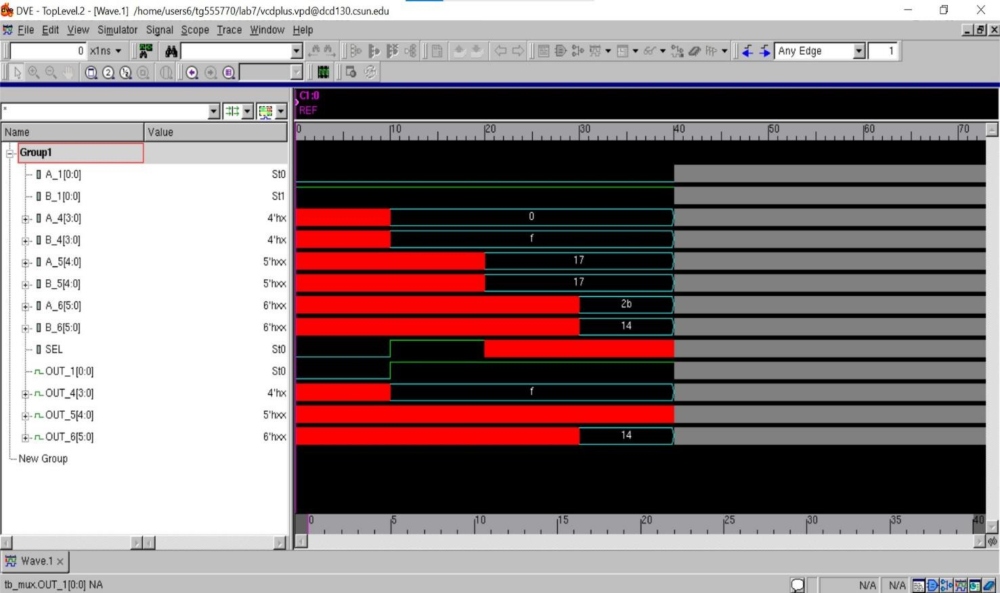 DVE - TopLevel.2 - [Wave.1] /home/users6/tg555770/lab7/vcdplus.vpd@dcd130.csun.edu
File Edit View Simulator Signal Scope Trace Window Help
0 x1ns Any Edge 1
2 ½
C1:0
REF
*
0 10 20 30 40 50 60 70
Name Value
Group1
A_1[0:0] St0
B_1[0:0] St1
A_4[3:0] 4'hx 0
B_4[3:0] 4'hx f
A_5[4:0] 5'hxx 17
B_5[4:0] 5'hxx 17
A_6[5:0] 6'hxx 2b
B_6[5:0] 6'hxx 14
SEL St0
OUT_1[0:0] St0
OUT_4[3:0] 4'hx f
OUT_5[4:0] 5'hxx
OUT_6[5:0] 6'hxx 14
New Group
0 5 10 15 20 25 30 35 40
Wave.1
tb_mux.OUT_1[0:0] NA N/A N/A